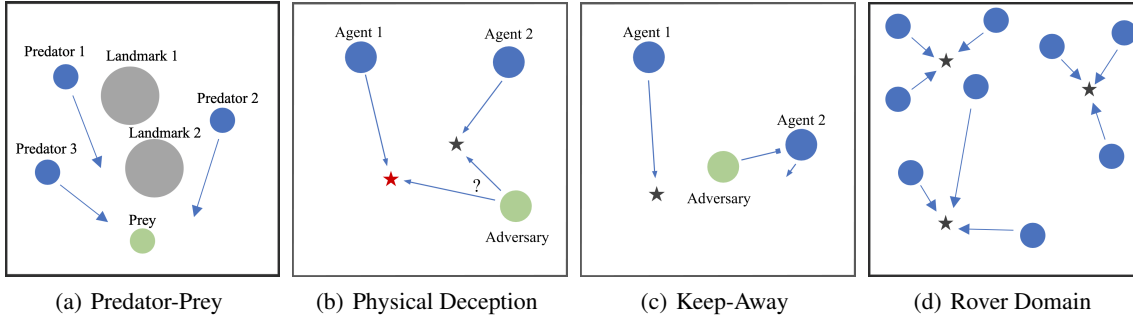 Predator 1
Landmark 1
Predator 2
Landmark 2
Predator 3
Prey
Agent 1
Agent 2
?
Adversary
Agent 1
Agent 2
Adversary
(a) Predator-Prey
(b) Physical Deception
(c) Keep-Away
(d) Rover Domain